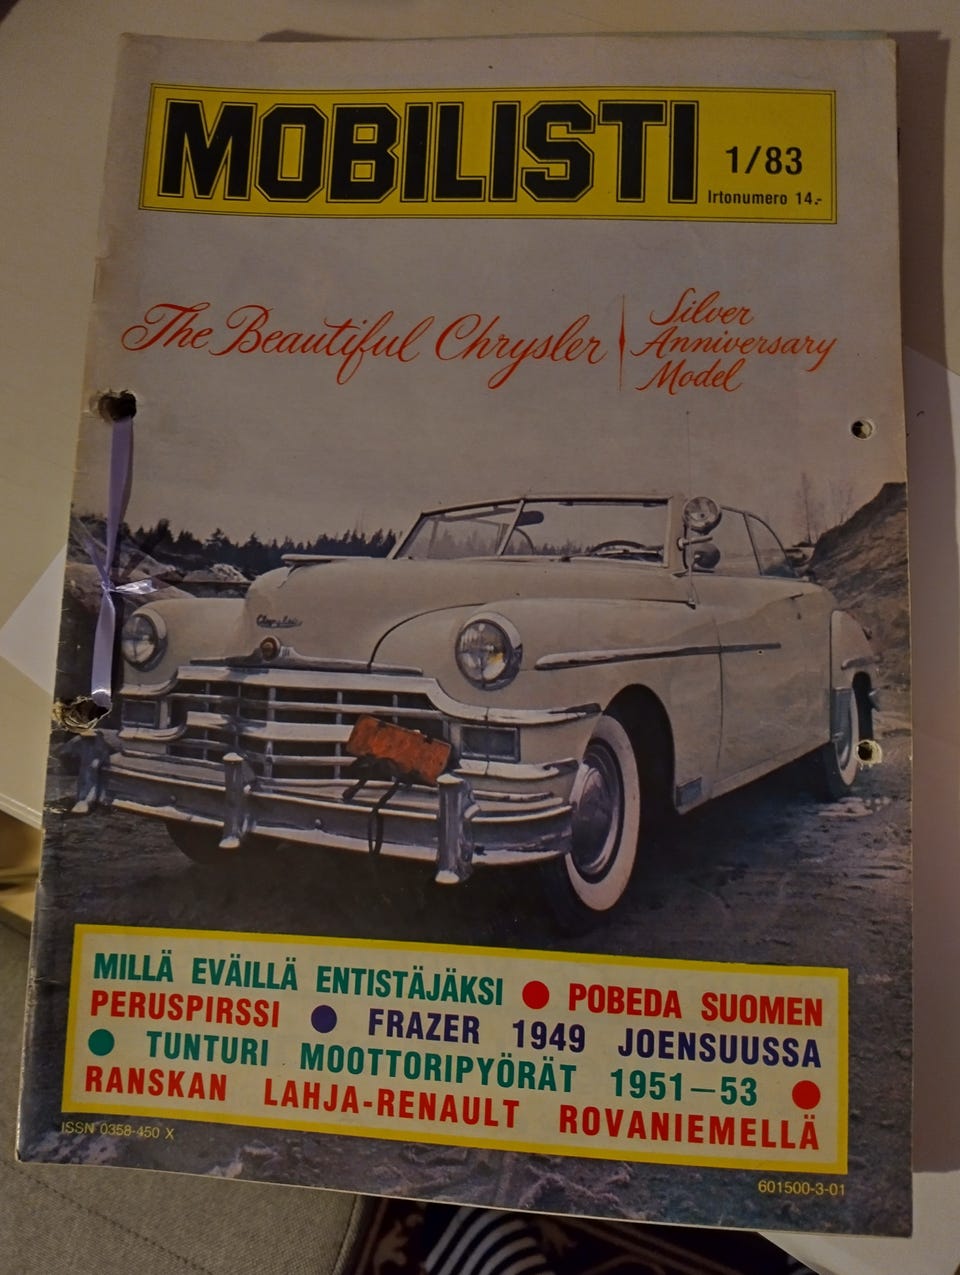 MOBILISTI
1/83
Irtonumero 14.-
The Beautiful Chrysler
Silver
Anniversary
Model
Chrysler
MILLÄ EVÄILLÄ ENTISTÄJÄKSI ● POBEDA SUOMEN
PERUSPIRSSI ● FRAZER 1949 JOENSUUSSA
● TUNTURI MOOTTORIPYÖRÄT 1951—53 ●
RANSKAN LAHJA-RENAULT ROVANIEMELLÄ
ISSN 0358-450 X
601500-3-01